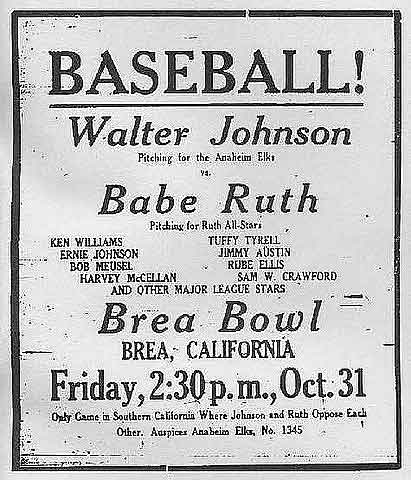 BASEBALL!
Walter Johnson
Pitching for the Anaheim Elks
vs.
Babe Ruth
Pitching for Ruth All-Stars
KEN WILLIAMS TUFFY TYRELL
ERNIE JOHNSON JIMMY AUSTIN
BOB MEUSEL RUBE ELLIS
HARVEY McCELLAN SAM W. CRAWFORD
AND OTHER MAJOR LEAGUE STARS
Brea Bowl
BREA, CALIFORNIA
Friday, 2:30 p. m., Oct. 31
Only Game in Southern California Where Johnson and Ruth Oppose Each
Other. Auspices Anaheim Elks, No. 1345